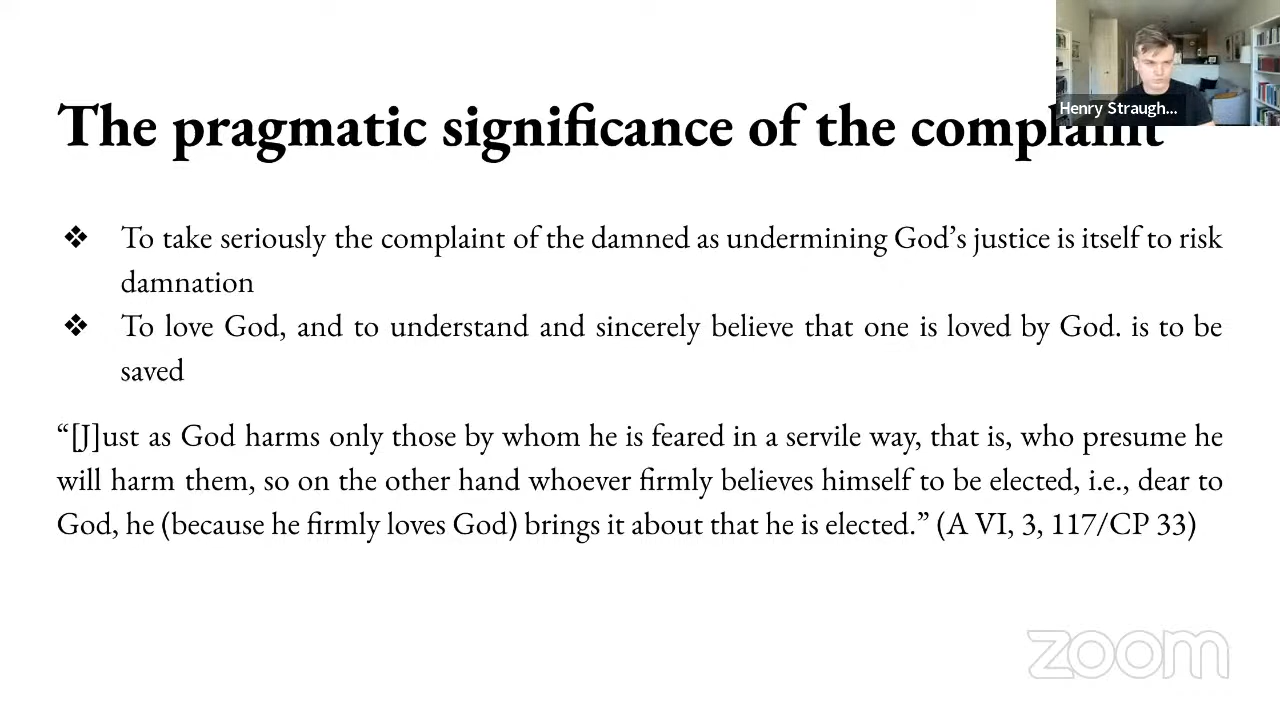 The pragmatic significance of the complaint
Henry Straugh...
❖ To take seriously the complaint of the damned as undermining God’s justice is itself to risk
damnation
❖ To love God, and to understand and sincerely believe that one is loved by God. is to be
saved
“[J]ust as God harms only those by whom he is feared in a servile way, that is, who presume he
will harm them, so on the other hand whoever firmly believes himself to be elected, i.e., dear to
God, he (because he firmly loves God) brings it about that he is elected.” (A VI, 3, 117/CP 33)
zoom